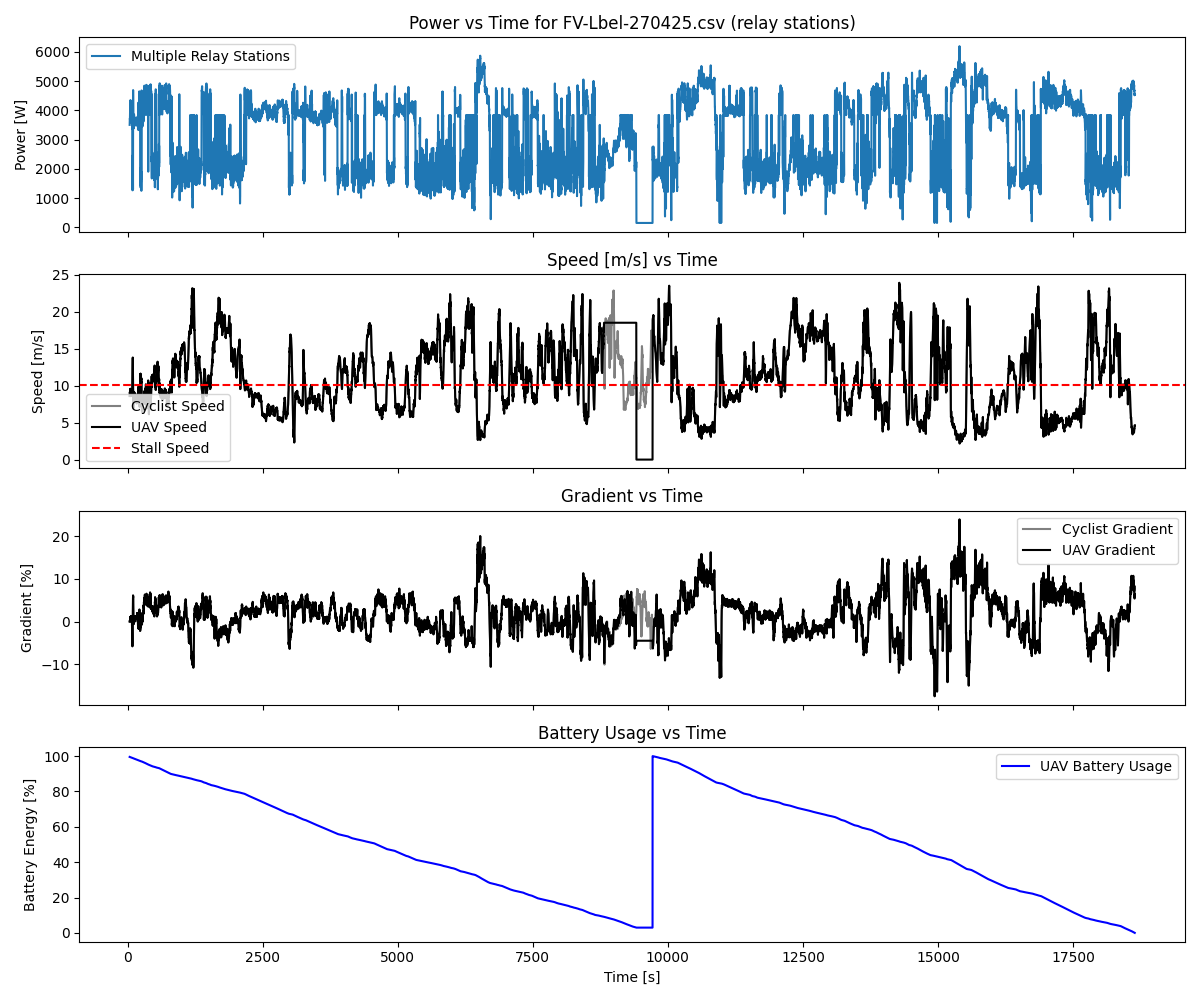 Power vs Time for FV-Lbel-270425.csv (relay stations)
Multiple Relay Stations
Power [W]
6000
5000
4000
3000
2000
1000
0
Speed [m/s] vs Time
Speed [m/s]
25
20
15
10
5
0
Cyclist Speed
UAV Speed
Stall Speed
Gradient vs Time
Gradient [%]
20
10
0
−10
Cyclist Gradient
UAV Gradient
Battery Usage vs Time
Battery Energy [%]
100
80
60
40
20
0
UAV Battery Usage
0 2500 5000 7500 10000 12500 15000 17500
Time [s]